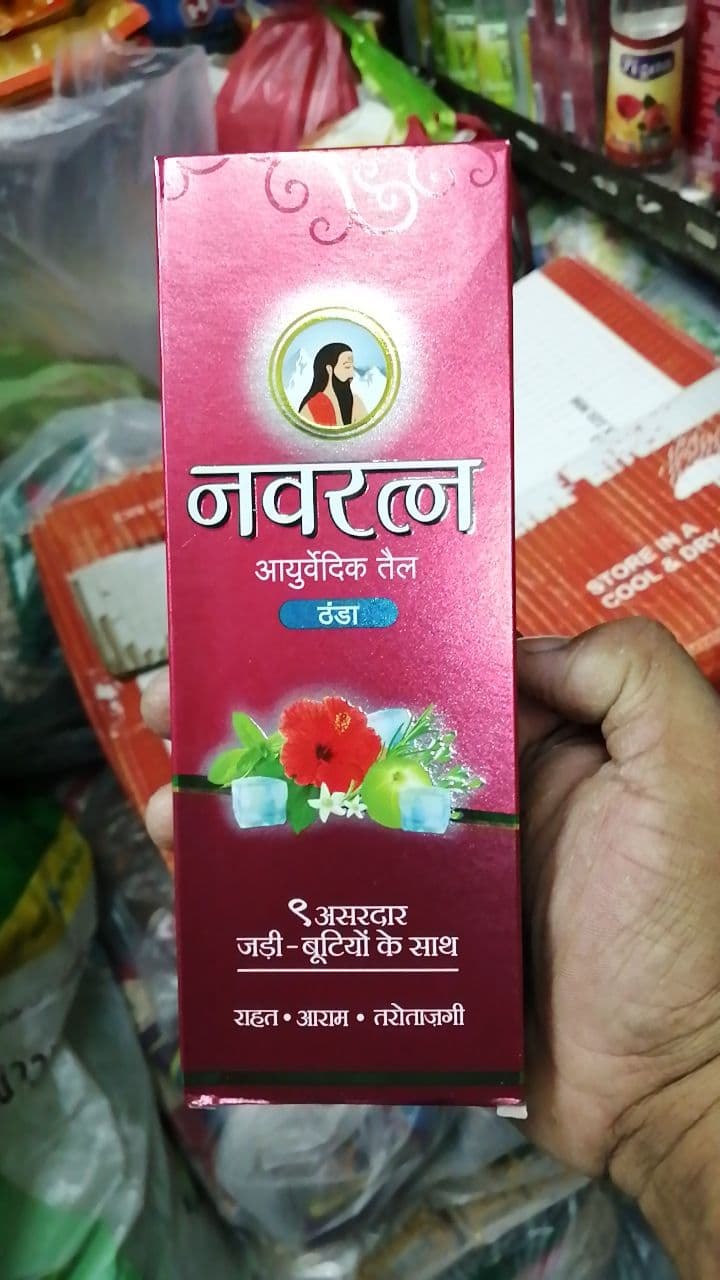 नवरत्न
आयुर्वेदिक तैल
ठंडा
९ असरदार
जड़ी-बूटियों के साथ
राहत • आराम • तरोताज़गी
STORE IN A
COOL & DRY